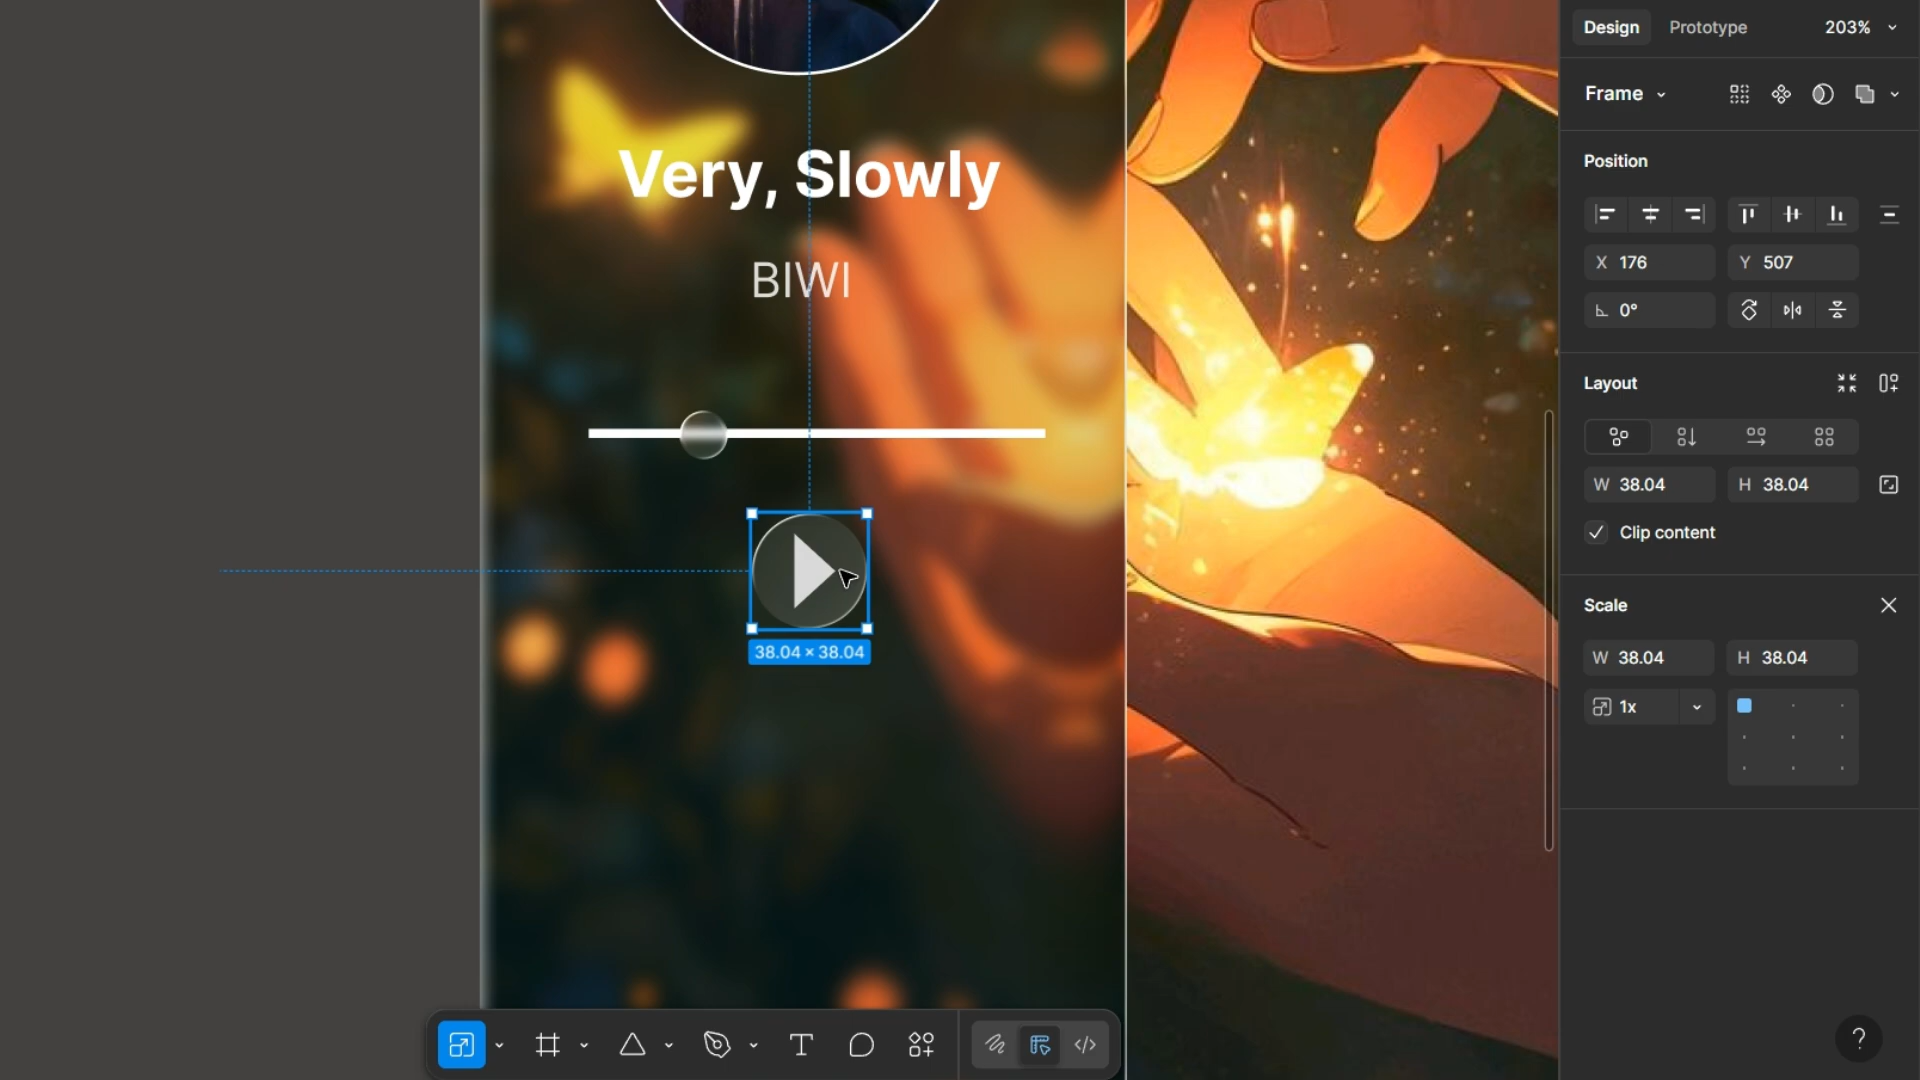 Design Prototype 203%
Frame
Position
X 176 Y 507
0°
Layout
W 38.04 H 38.04
Clip content
Scale
W 38.04 H 38.04
1x
Very, Slowly
BIWI
38.04 × 38.04
T
?